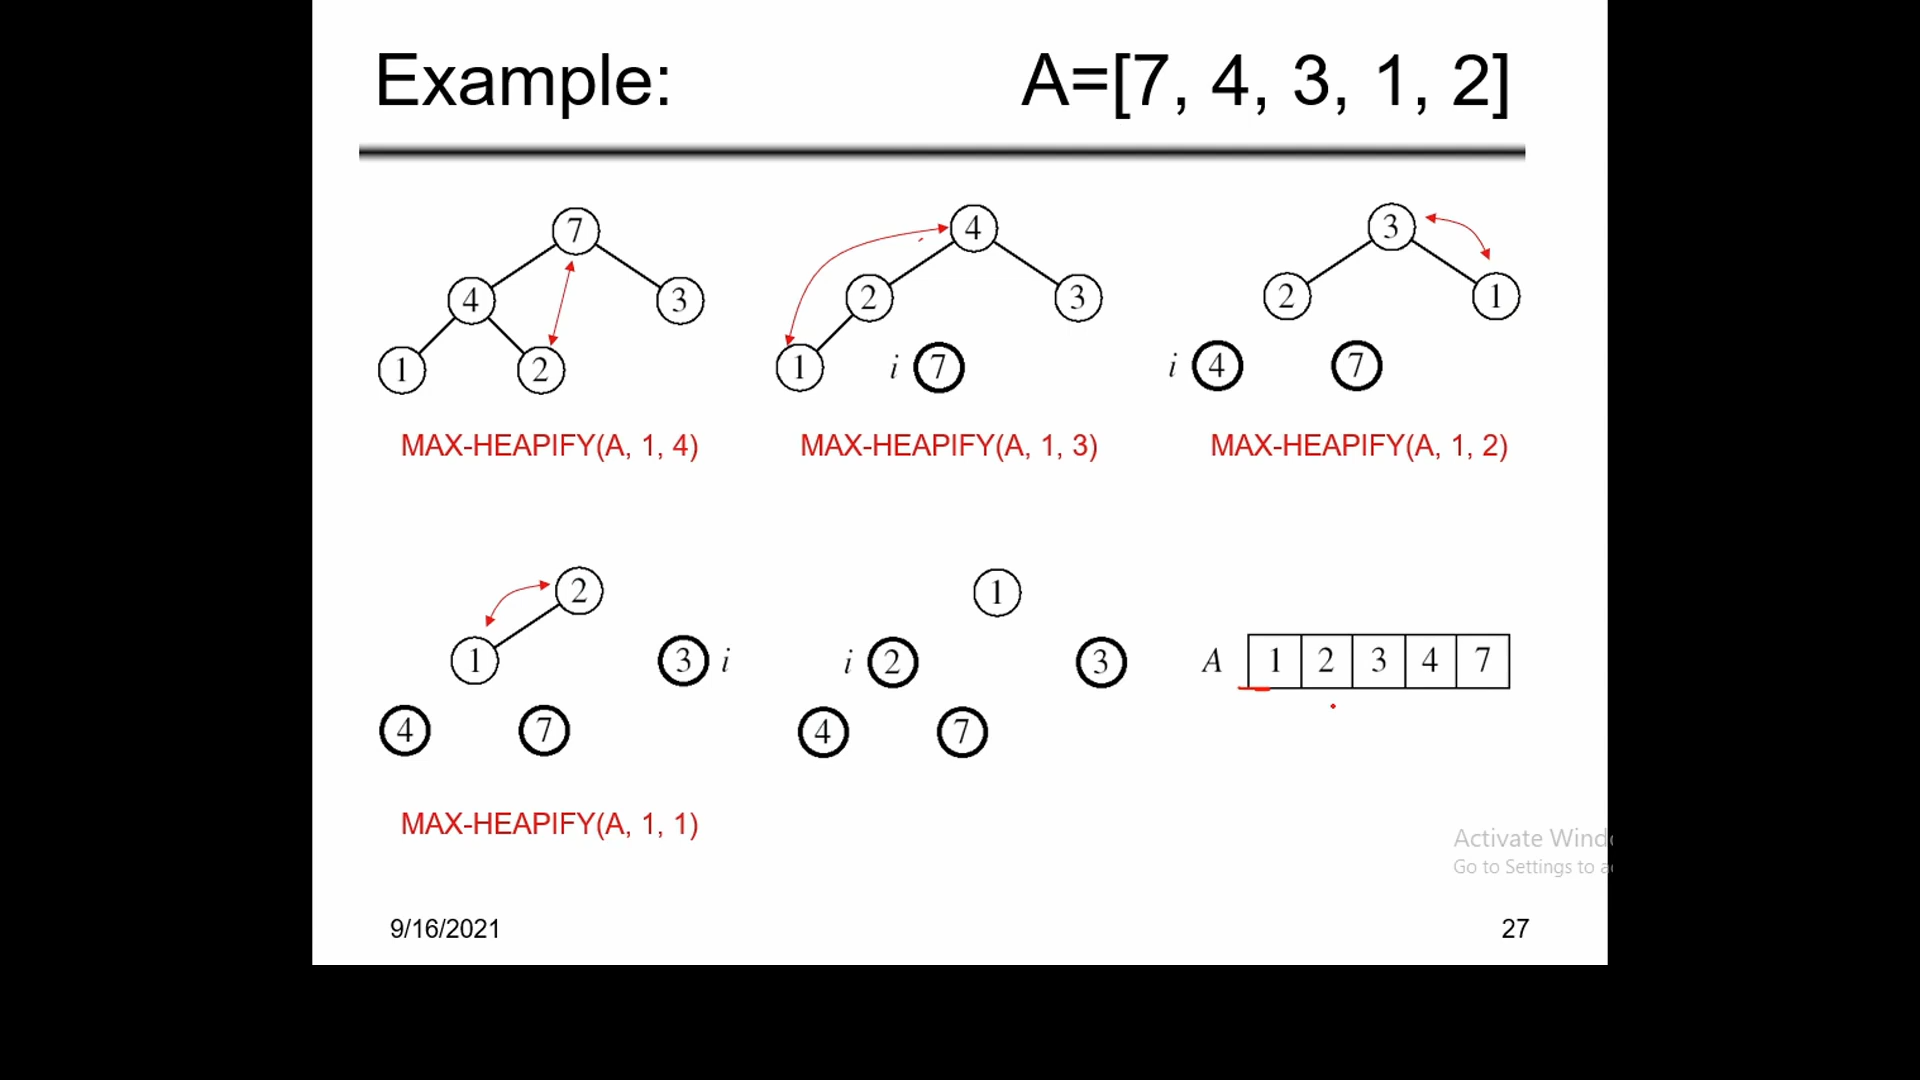 Example: A=[7, 4, 3, 1, 2]
7
4 3
1 2
MAX-HEAPIFY(A, 1, 4)
4
2 3
1 i 7
MAX-HEAPIFY(A, 1, 3)
3
2 1
i 4 7
MAX-HEAPIFY(A, 1, 2)
2
1 3 i
4 7
MAX-HEAPIFY(A, 1, 1)
1
i 2 3
4 7
A 1 2 3 4 7
Activate Wind
Go to Settings to a
9/16/2021
27